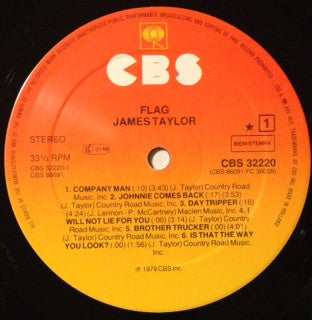 CBS
FLAG
JAMES TAYLOR
STEREO
★ 1
33⅓ RPM
BIEM/STEMRA
CBS 32220-1
CBS 86091
CBS 32220
(CBS 86091-FC 36058)
1. COMPANY MAN :(10) (3:43) (J. Taylor) Country Road
Music, Inc. 2. JOHNNIE COMES BACK :(17) (3:53) (J.
Taylor) Country Road Music, Inc. 3. DAY TRIPPER :(16)
(4:24) (J. Lennon - P. McCartney) Maclen Music, 4. I
WILL NOT LIE FOR YOU :(0) (3:14) (J. Taylor) Country
Road Music, Inc. 5. BROTHER TRUCKER :(00) (4:01) (J.
Taylor) Country Road Music, Inc. 6. IS THAT THE WAY
YOU LOOK? :(00) (1:56) (J. Taylor) Country Road Music,
Inc.
℗ 1979 CBS Inc.